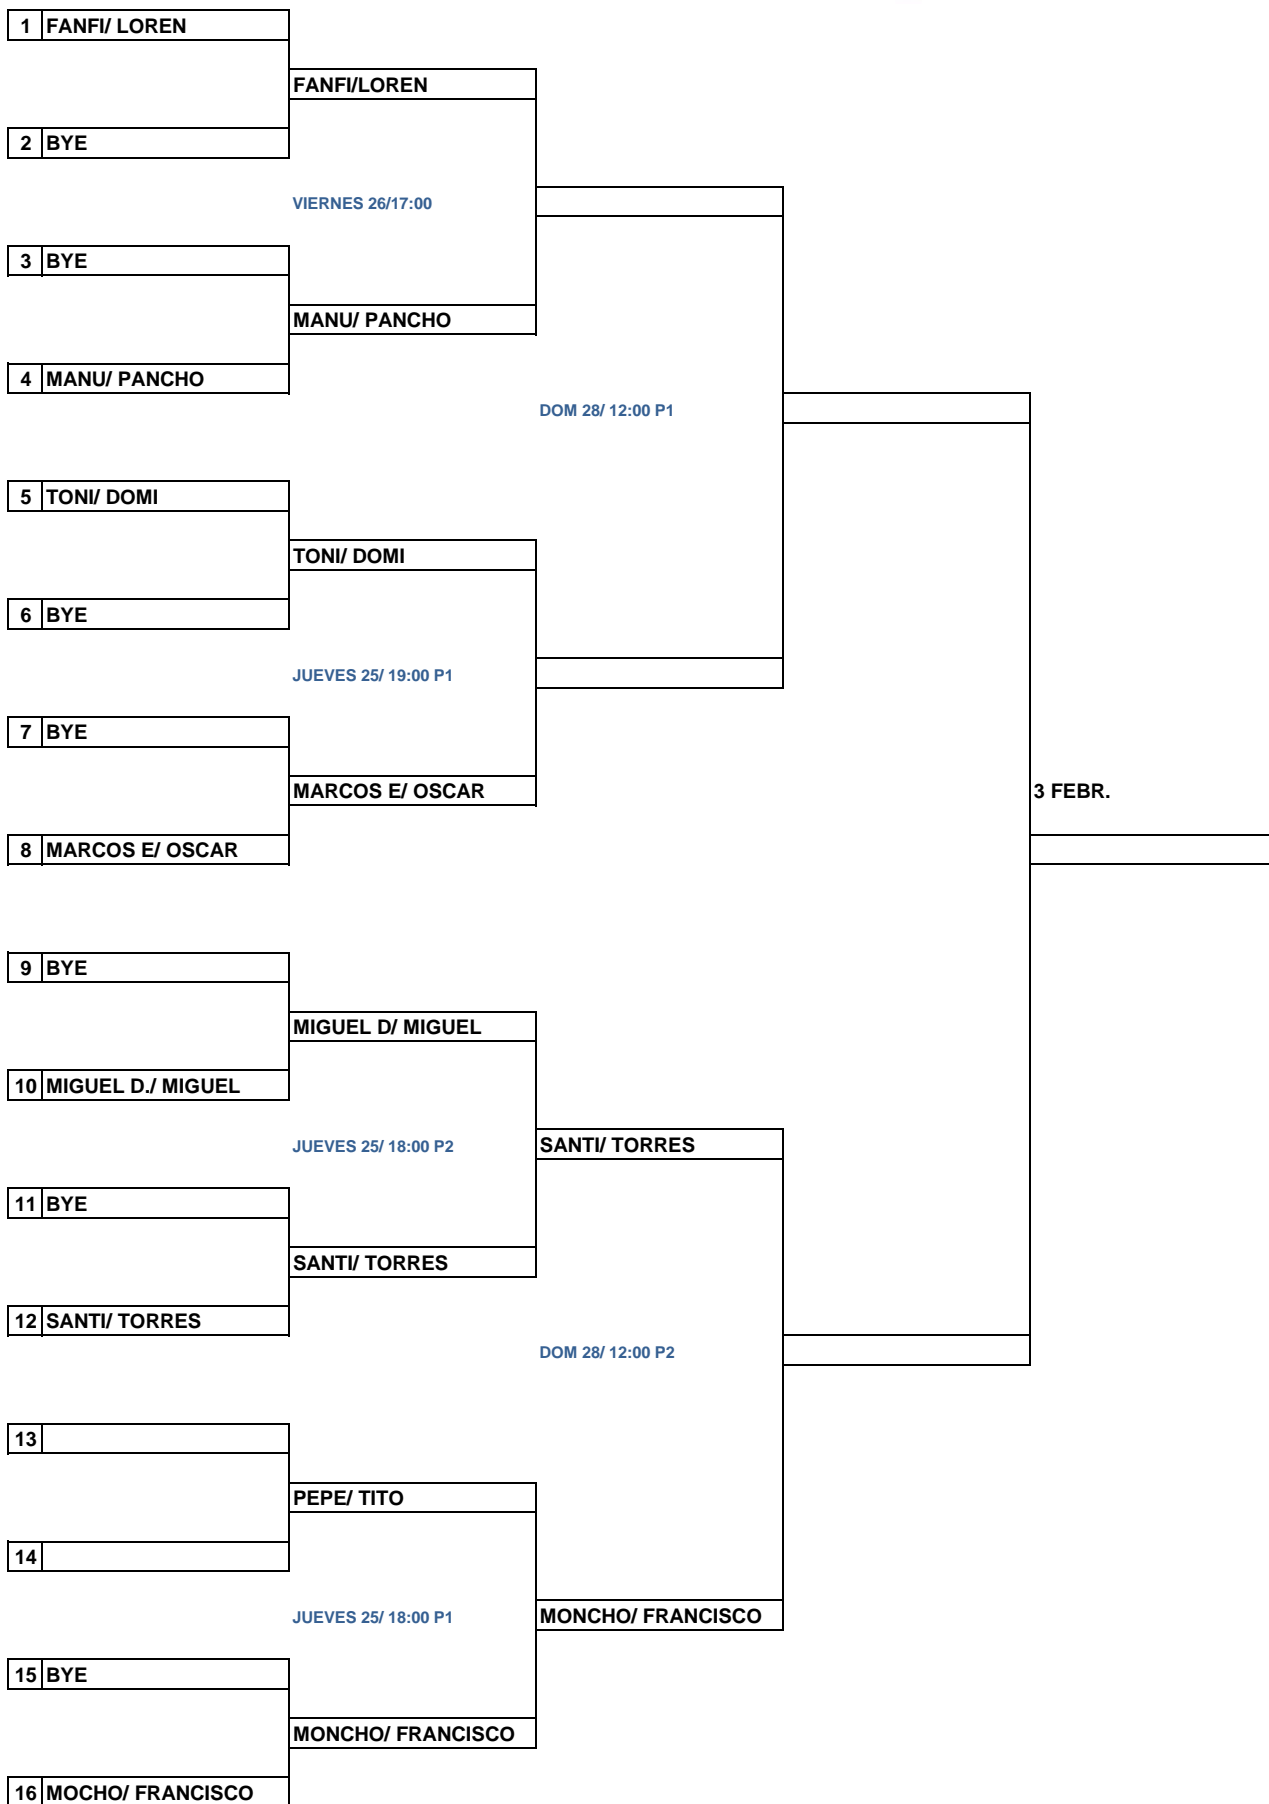 1 FANFI/ LOREN
FANFI/LOREN
2 BYE
VIERNES 26/17:00
3 BYE
MANU/ PANCHO
4 MANU/ PANCHO
DOM 28/ 12:00 P1
5 TONI/ DOMI
TONI/ DOMI
6 BYE
JUEVES 25/ 19:00 P1
7 BYE
MARCOS E/ OSCAR
3 FEBR.
8 MARCOS E/ OSCAR
9 BYE
MIGUEL D/ MIGUEL
10 MIGUEL D./ MIGUEL
JUEVES 25/ 18:00 P2
SANTI/ TORRES
11 BYE
SANTI/ TORRES
12 SANTI/ TORRES
DOM 28/ 12:00 P2
13
PEPE/ TITO
14
JUEVES 25/ 18:00 P1
MONCHO/ FRANCISCO
15 BYE
MONCHO/ FRANCISCO
16 MOCHO/ FRANCISCO